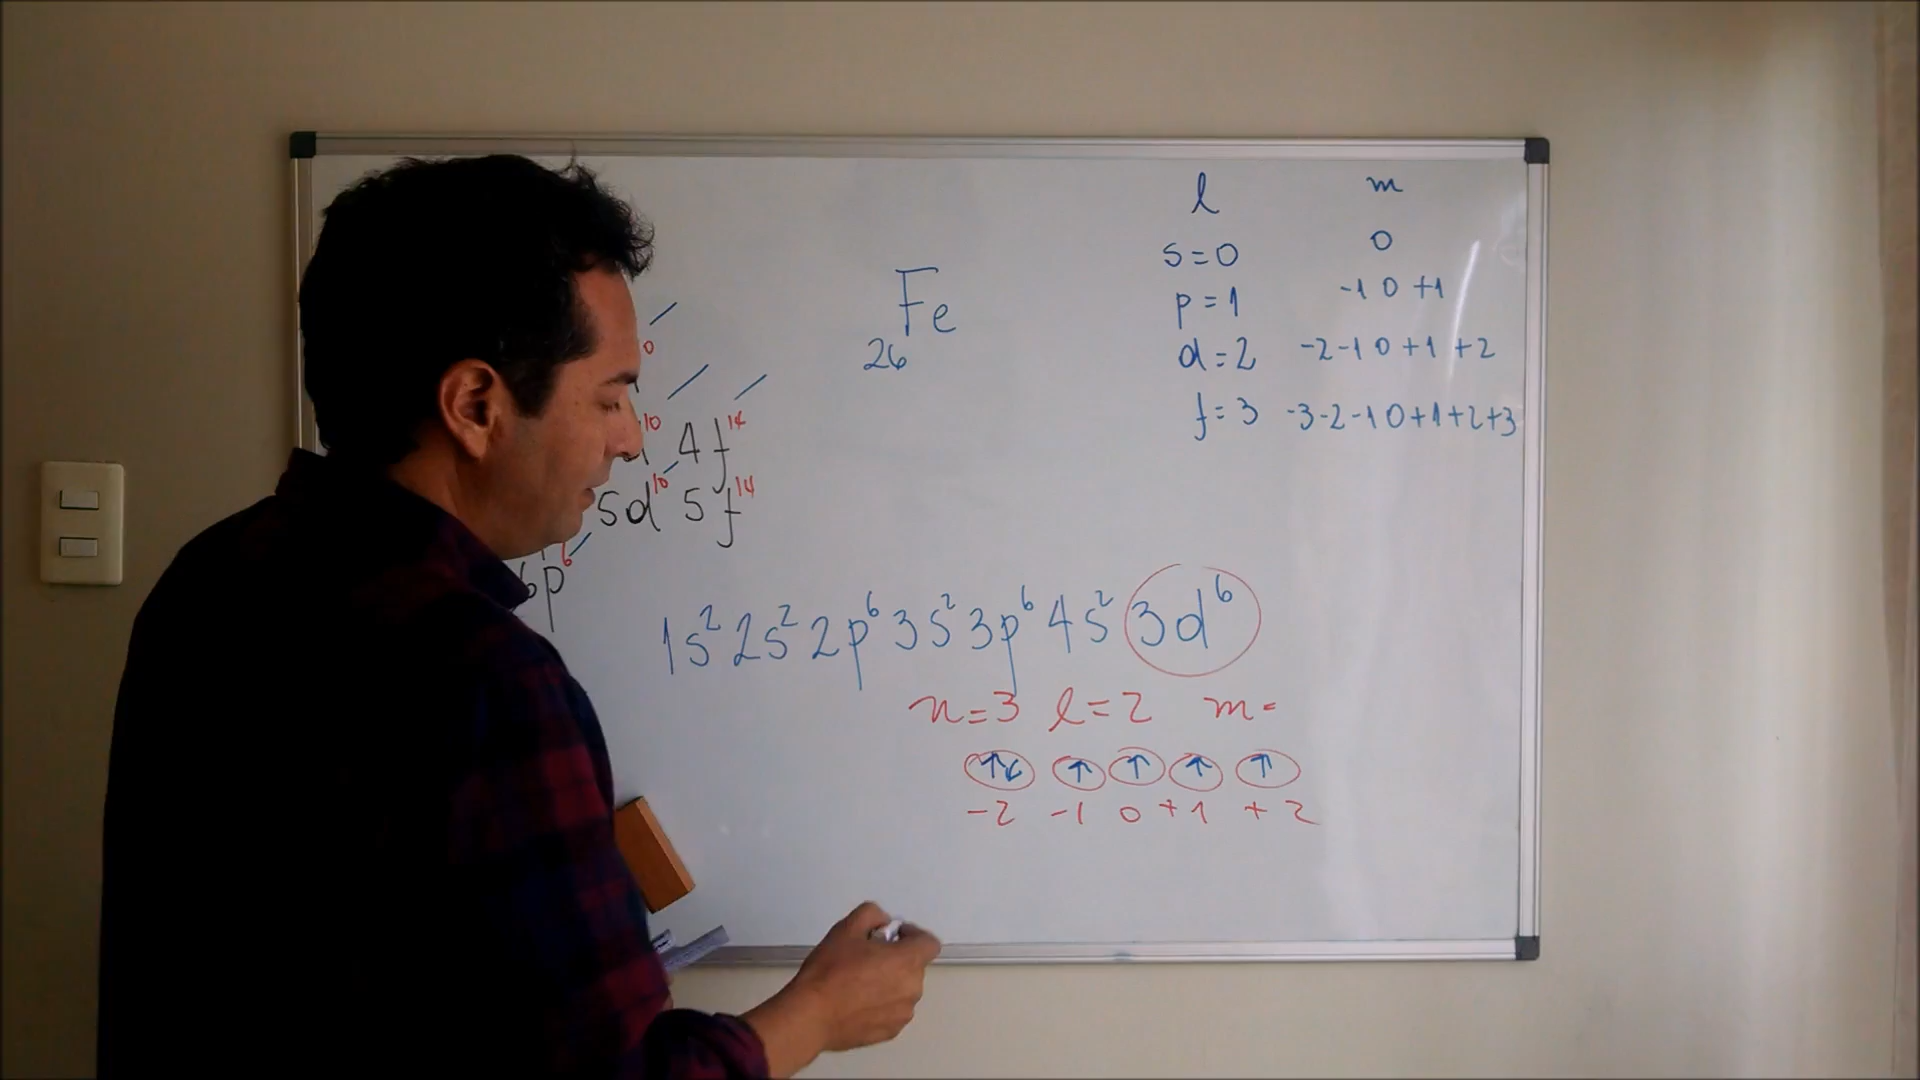 l m
s = 0 0
p = 1 -1 0 +1
d = 2 -2 -1 0 +1 +2
f = 3 -3 -2 -1 0 +1 +2 +3
Fe
26
0
10 4f14
5d10 5f14
6p6
1s2 2s2 2p6 3s2 3p6 4s2 3d6
n=3 l=2 m=
↑↓ ↑ ↑ ↑ ↑
-2 -1 0 +1 +2